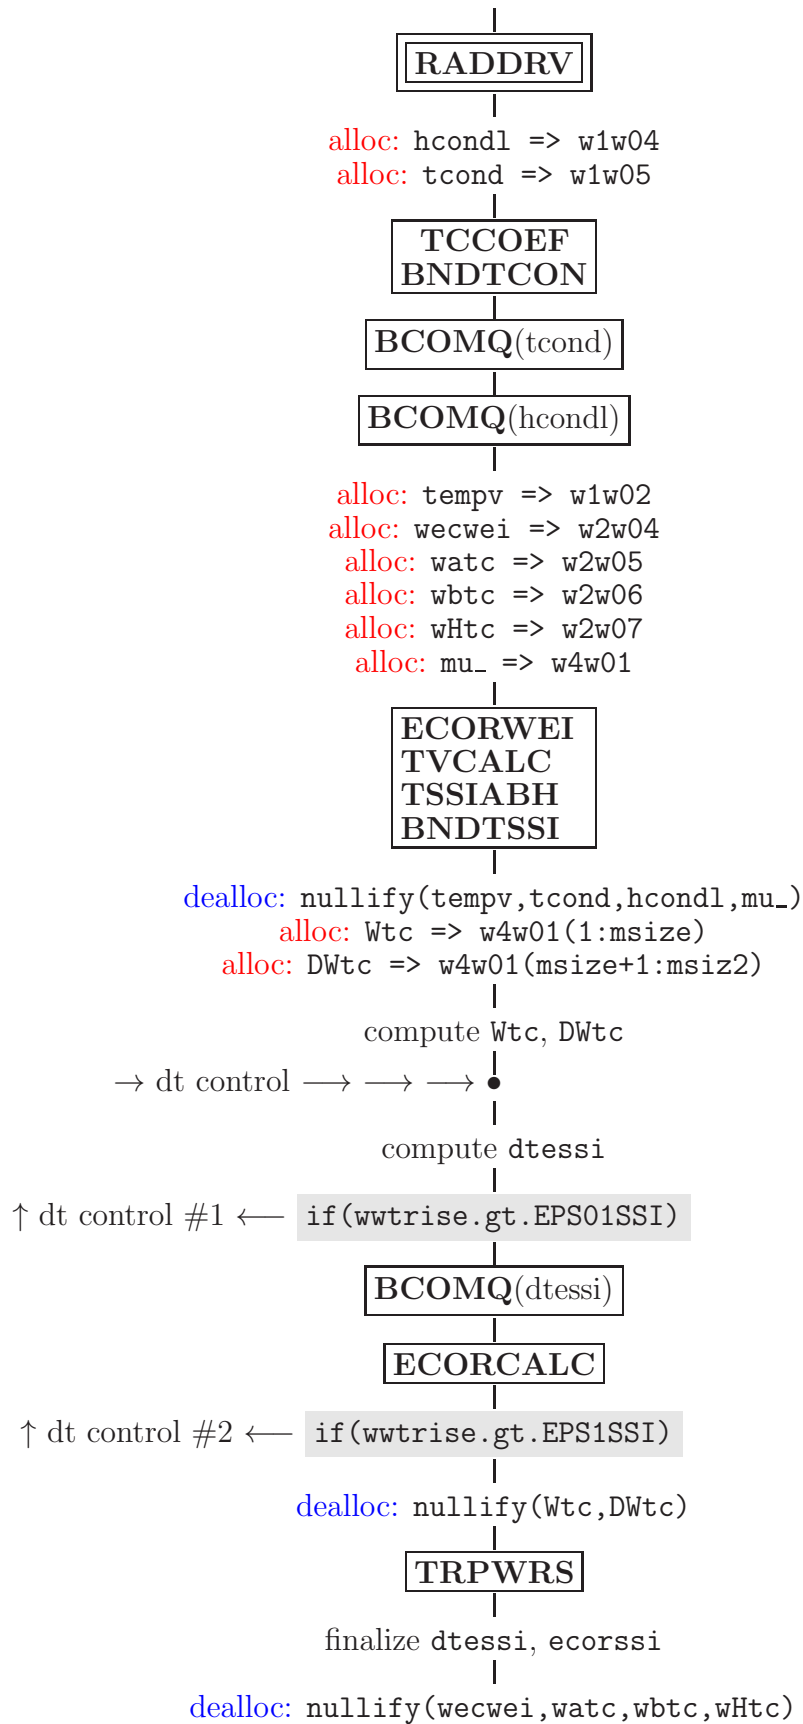 RADDRV
alloc: hcondl => w1w04
alloc: tcond => w1w05
TCCOEF
BNDTCON
BCOMQ(tcond)
BCOMQ(hcondl)
alloc: tempv => w1w02
alloc: wecwei => w2w04
alloc: watc => w2w05
alloc: wbtc => w2w06
alloc: wHtc => w2w07
alloc: mu_ => w4w01
ECORWEI
TVCALC
TSSIABH
BNDTSSI
dealloc: nullify(tempv,tcond,hcondl,mu_)
alloc: Wtc => w4w01(1:msize)
alloc: DWtc => w4w01(msize+1:msiz2)
compute Wtc, DWtc
→ dt control ⟶ ⟶ ⟶ •
compute dtessi
↑ dt control #1 ⟵ if(wwtrise.gt.EPS01SSI)
BCOMQ(dtessi)
ECORCALC
↑ dt control #2 ⟵ if(wwtrise.gt.EPS1SSI)
dealloc: nullify(Wtc,DWtc)
TRPWRS
finalize dtessi, ecorssi
dealloc: nullify(wecwei,watc,wbtc,wHtc)